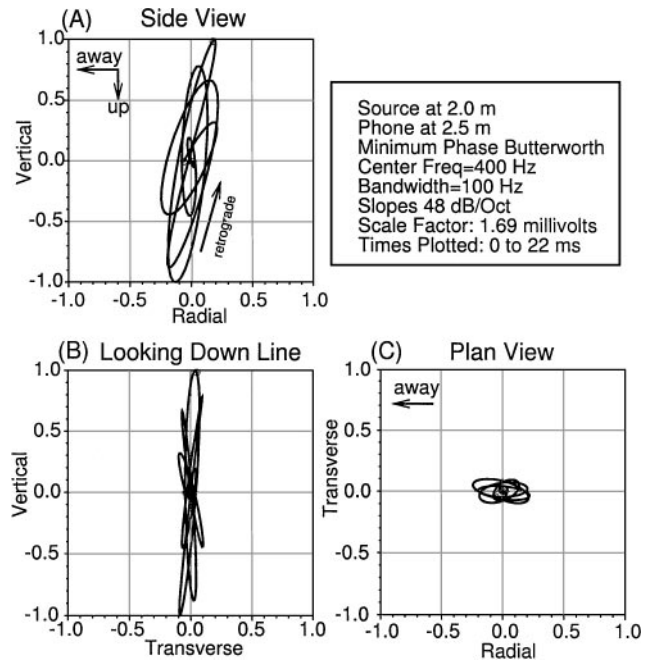 (A) Side View
1.0
0.5
0.0
-0.5
-1.0
Vertical
away
up
retrograde
-1.0 -0.5 0.0 0.5 1.0
Radial
Source at 2.0 m
Phone at 2.5 m
Minimum Phase Butterworth
Center Freq=400 Hz
Bandwidth=100 Hz
Slopes 48 dB/Oct
Scale Factor: 1.69 millivolts
Times Plotted: 0 to 22 ms
(B) Looking Down Line
1.0
0.5
0.0
-0.5
-1.0
Vertical
-1.0 -0.5 0.0 0.5 1.0
Transverse
(C) Plan View
1.0
0.5
0.0
-0.5
1.0
Transverse
away
-1.0 -0.5 0.0 0.5 1.0
Radial